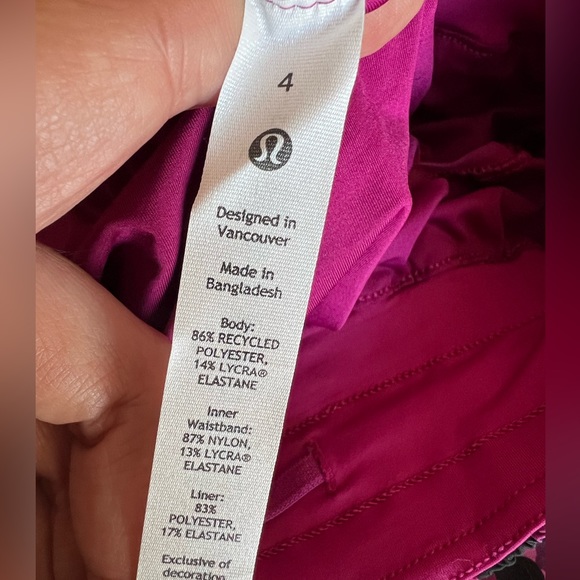 4
Designed in
Vancouver
Made in
Bangladesh
Body:
86% RECYCLED
POLYESTER,
14% LYCRA®
ELASTANE
Inner
Waistband:
87% NYLON,
13% LYCRA®
ELASTANE
Liner:
83%
POLYESTER,
17% ELASTANE
Exclusive of
decoration